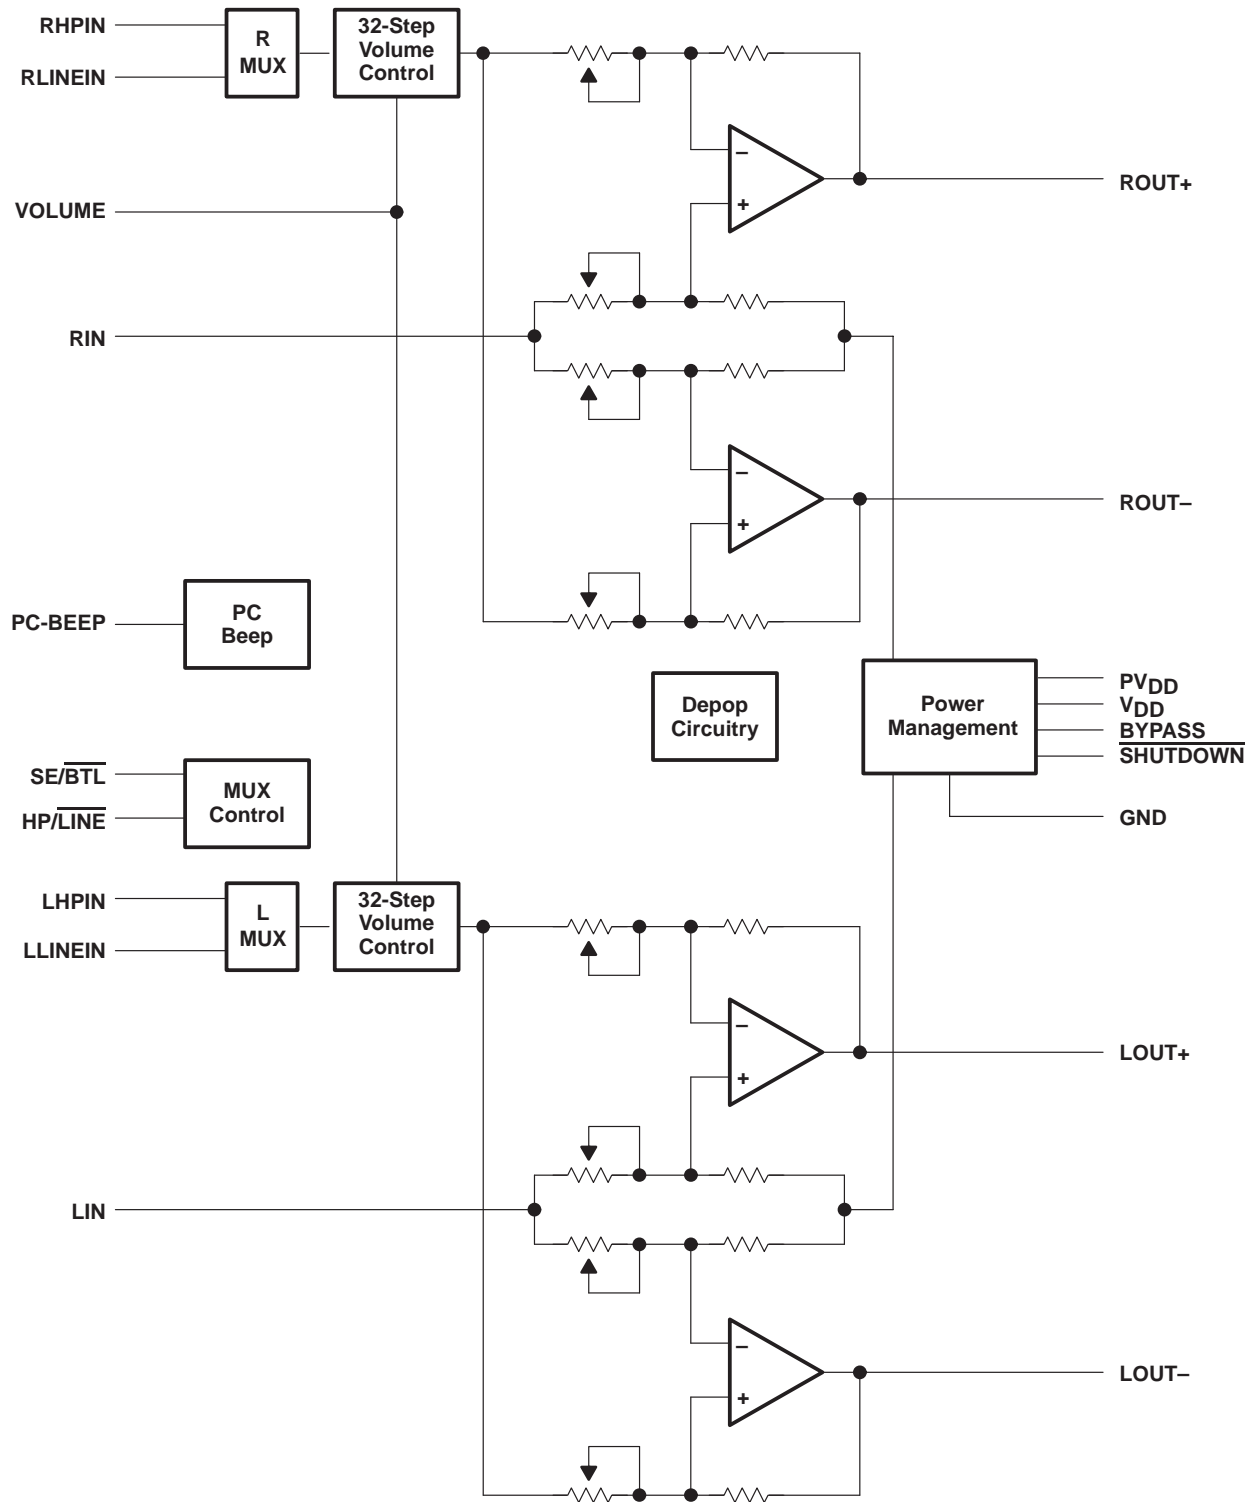 RHPIN
RLINEIN
R
MUX
32-Step
Volume
Control
–
+
ROUT+
VOLUME
RIN
–
+
ROUT–
PC-BEEP
PC
Beep
Depop
Circuitry
Power
Management
PVDD
VDD
BYPASS
SHUTDOWN
GND
SE/BTL
HP/LINE
MUX
Control
LHPIN
LLINEIN
L
MUX
32-Step
Volume
Control
–
+
LOUT+
LIN
–
+
LOUT–